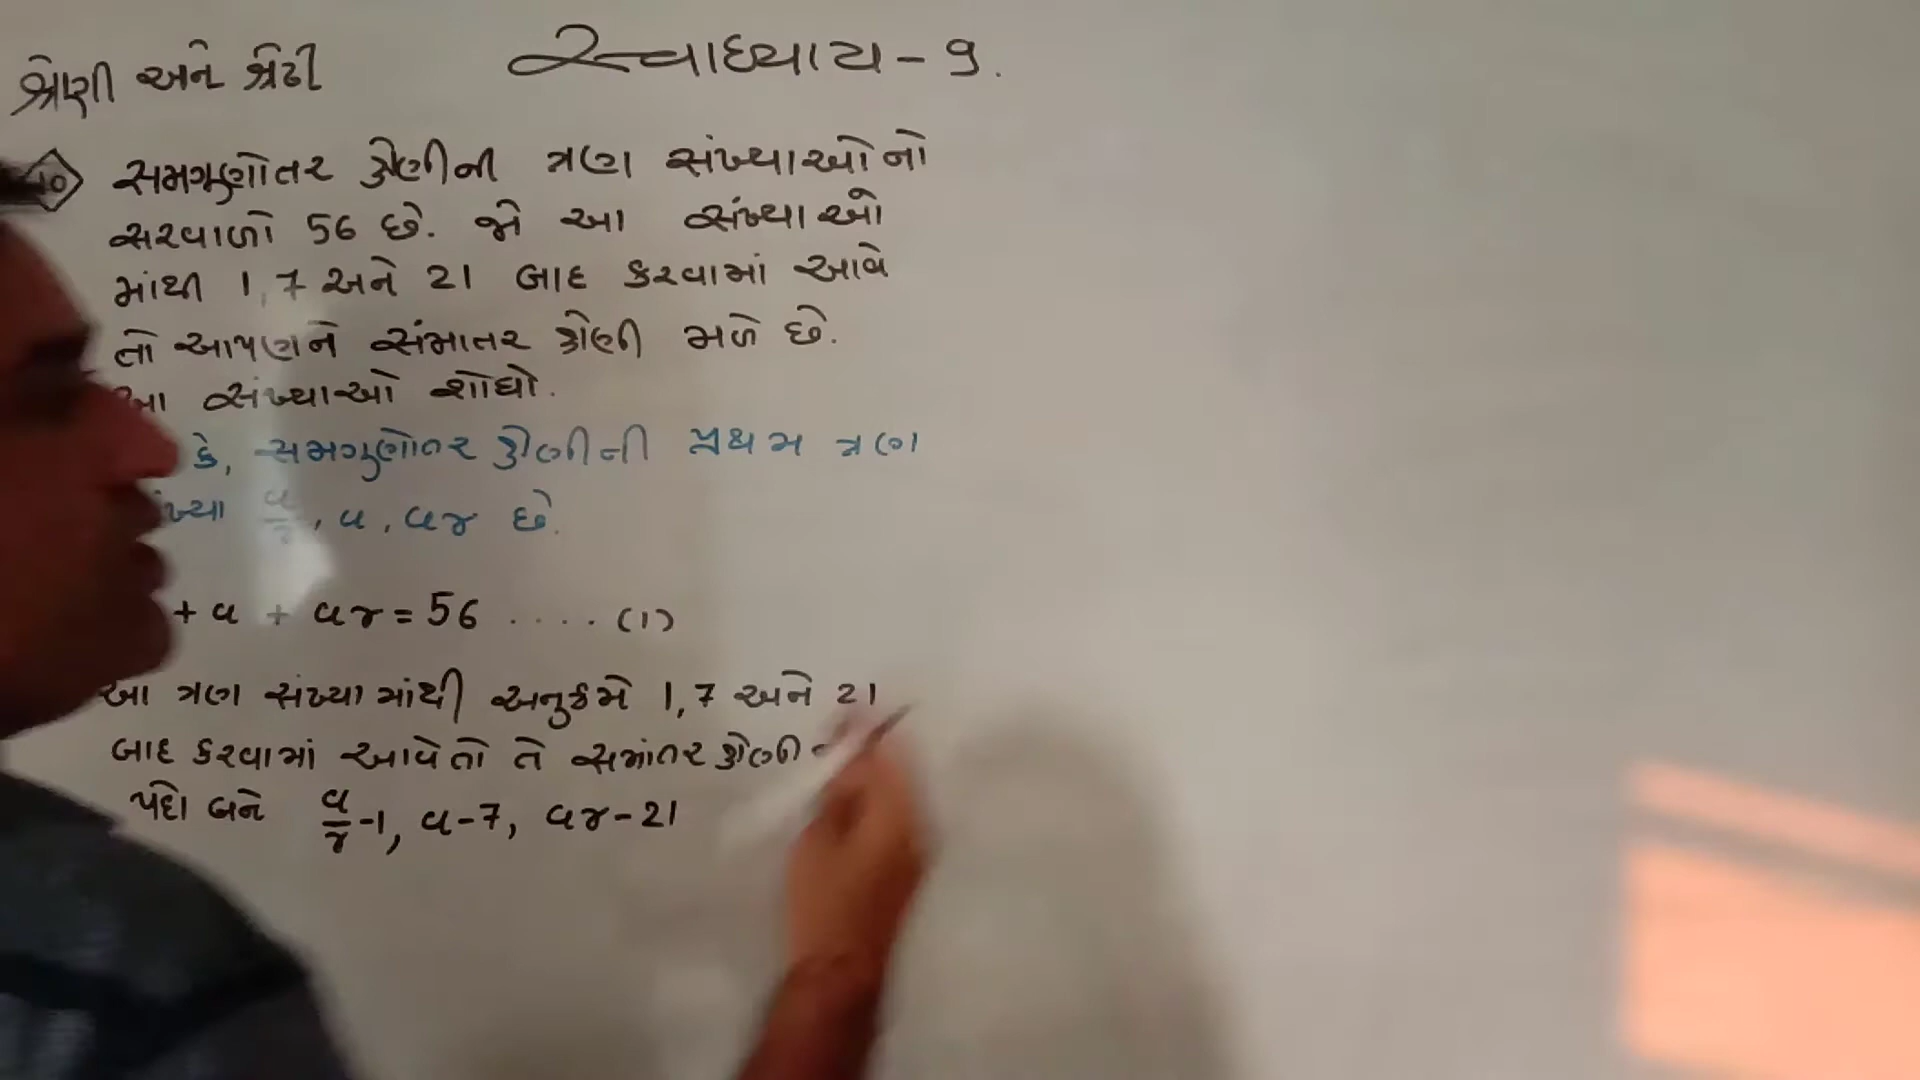 શ્રેણી અને શ્રેઢી
સ્વાધ્યાય - 9.
10 સમગુણોતર શ્રેણીની ત્રણ સંખ્યાઓનો
સરવાળો 56 છે. જો આ સંખ્યાઓ
માંથી 1, 7 અને 21 બાદ કરવામાં આવે
તો આપણને સંમાતર શ્રેણી મળે છે.
આ સંખ્યાઓ શોધો.
કે, સમગુણોતર શ્રેણીની પ્રથમ ત્રણ
સંખ્યા a/r, a, ar છે.
+ a + ar = 56 ..... (1)
આ ત્રણ સંખ્યામાંથી અનુક્રમે 1, 7 અને 21
બાદ કરવામાં આવે તો તે સમાંતર શ્રેણી
પદો બને a/r -1, a-7, ar-21